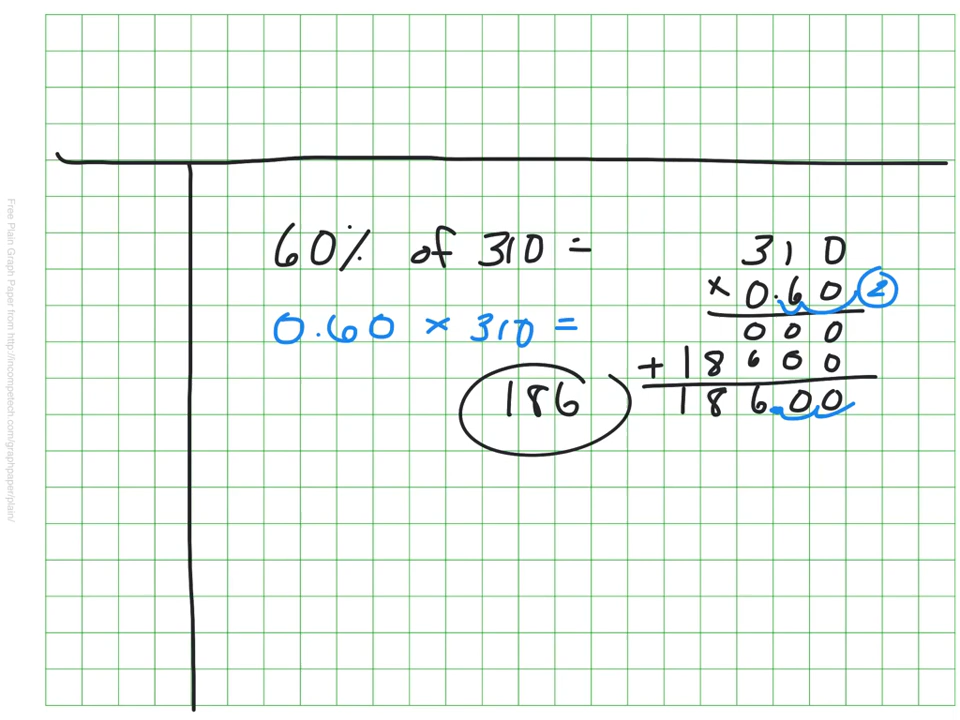 60% of 310 =
0.60 × 310 =
186
310
× 0.60 2
000
+ 18600
186.00
Free Plain Graph Paper from http://incompetech.com/graphpaper/plain/